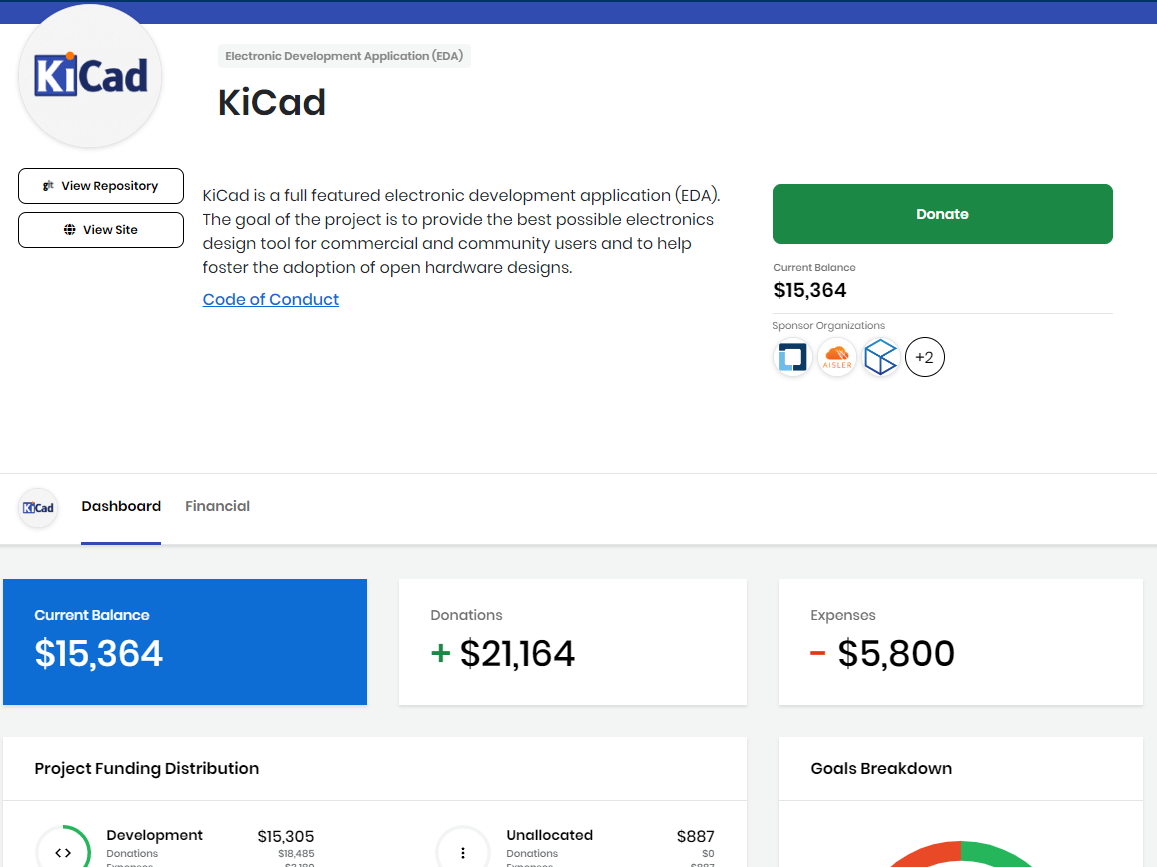 KiCad
Electronic Development Application (EDA)
KiCad
git View Repository
View Site
KiCad is a full featured electronic development application (EDA).
The goal of the project is to provide the best possible electronics
design tool for commercial and community users and to help
foster the adoption of open hardware designs.
Code of Conduct
Donate
Current Balance
$15,364
Sponsor Organizations
AISLER
+2
KiCad
Dashboard
Financial
Current Balance
$15,364
Donations
+ $21,164
Expenses
- $5,800
Project Funding Distribution
Goals Breakdown
Development
$15,305
Donations
$18,485
Expenses
$3,180
Unallocated
$887
Donations
$0
Expenses
$887